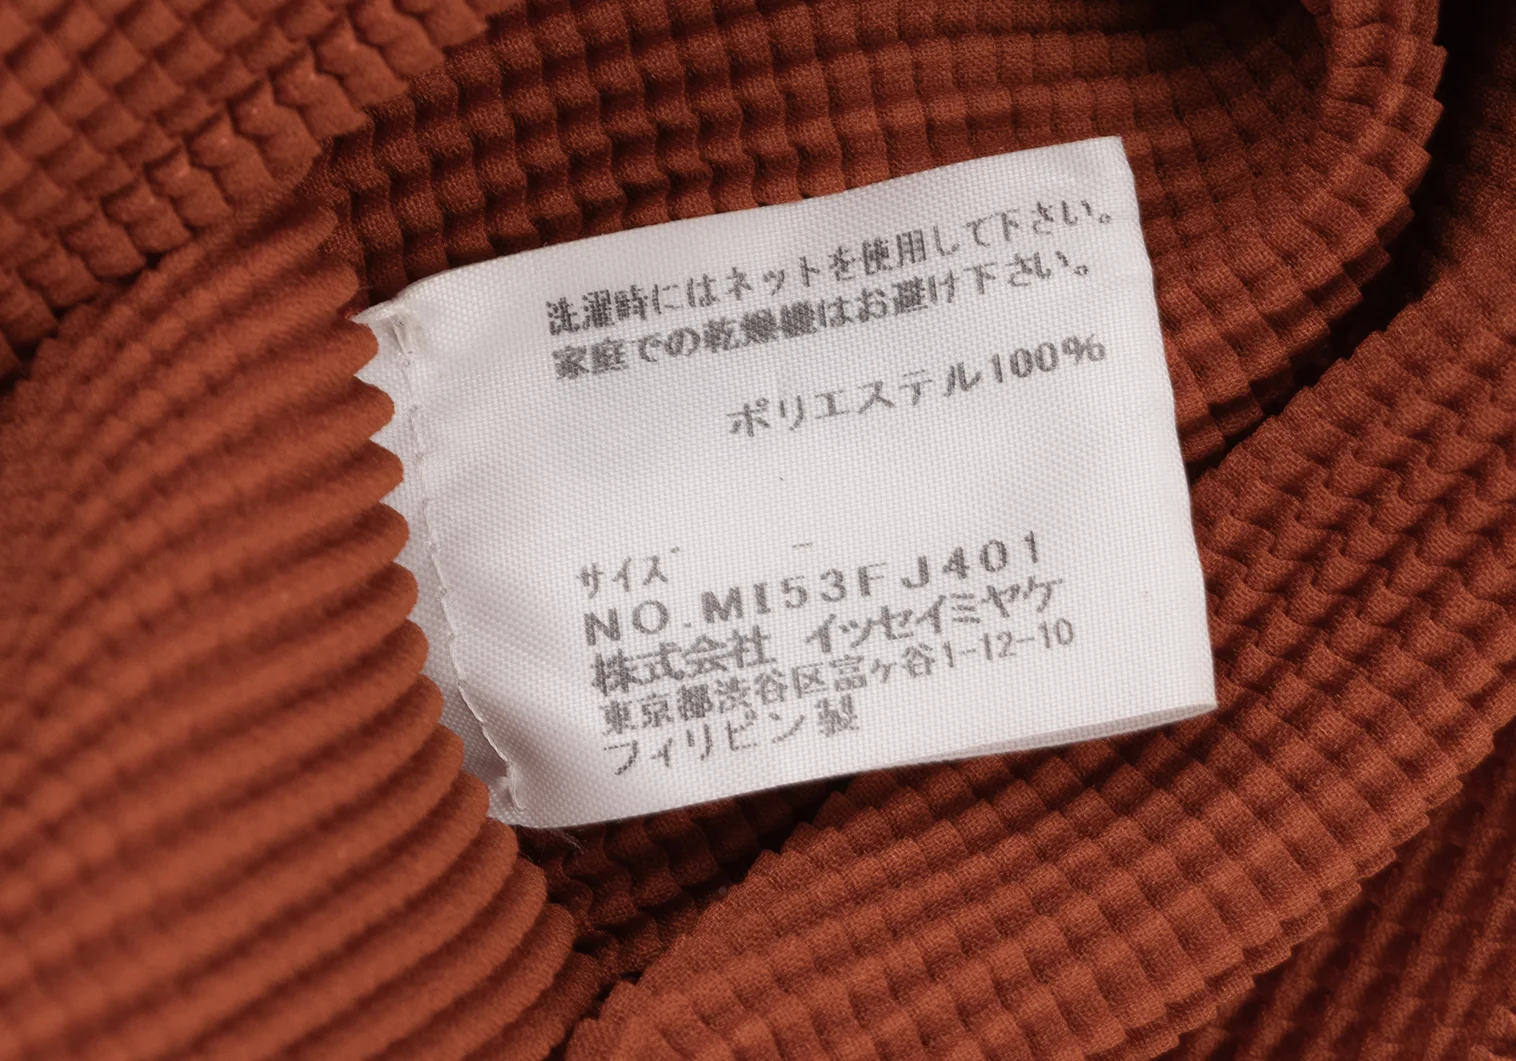 洗濯時にはネットを使用して下さい。
家庭での乾燥機はお避け下さい。
ポリエステル100%
サイズ -
NO.MI53FJ401
株式会社 イッセイミヤケ
東京都渋谷区富ヶ谷1-12-10
フィリピン製